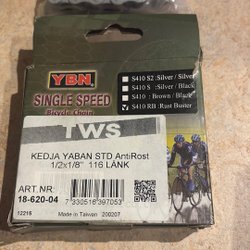 YBN
SINGLE SPEED
Bicycle Chain
S410 S2 :Silver / Silver
S410 S :Silver / Black
S410 :Brown / Black
S410 RB :Rust Buster
TWS
KEDJA YABAN STD AntiRost
1/2x1/8" 116 LÄNK
ART.NR:
18-620-04
7 330516 397053
12216
Made in Taiwan 200207